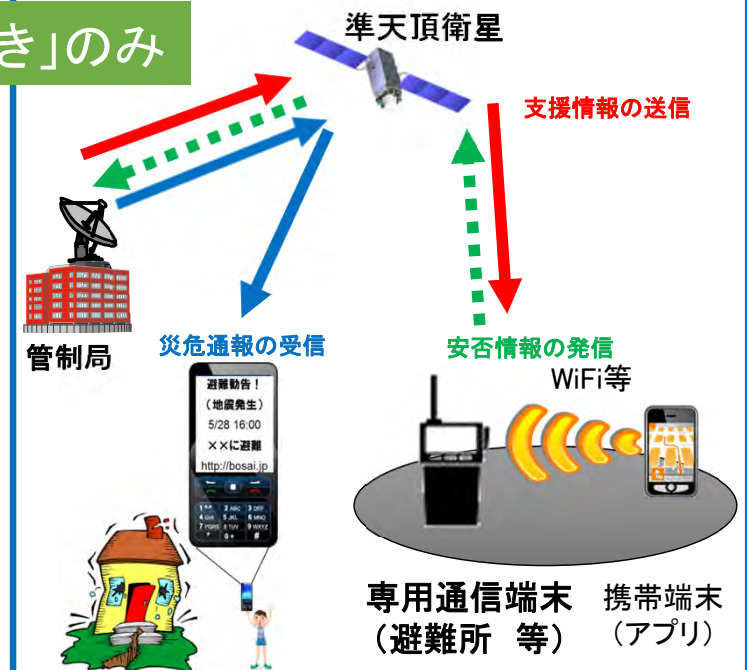 き」のみ
準天頂衛星
支援情報の送信
管制局
災危通報の受信
安否情報の発信
WiFi等
避難勧告！
（地震発生）
5/28 16:00
××に避難
http://bosai.jp
専用通信端末
（避難所 等）
携帯端末
（アプリ）